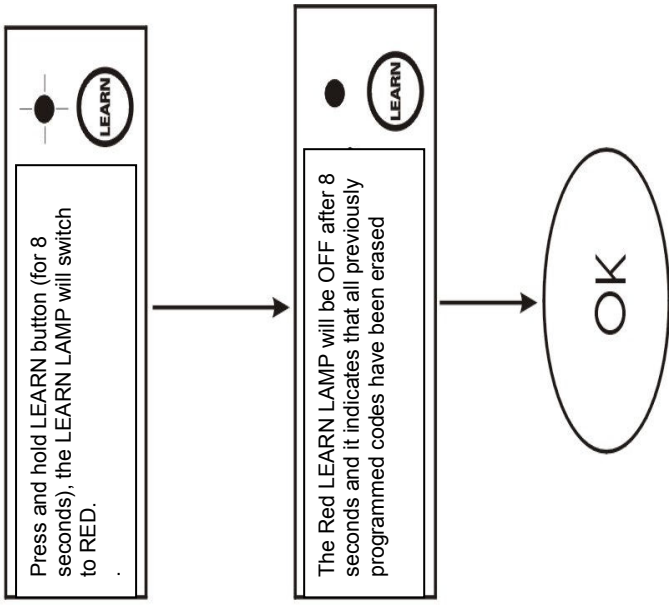 Press and hold LEARN button (for 8
seconds), the LEARN LAMP will switch
to RED.
.
LEARN
The Red LEARN LAMP will be OFF after 8
seconds and it indicates that all previously
programmed codes have been erased
LEARN
OK